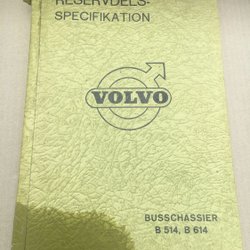 RESERVDELS-
SPECIFIKATION
VOLVO
BUSSCHASSIER
B 514, B 614